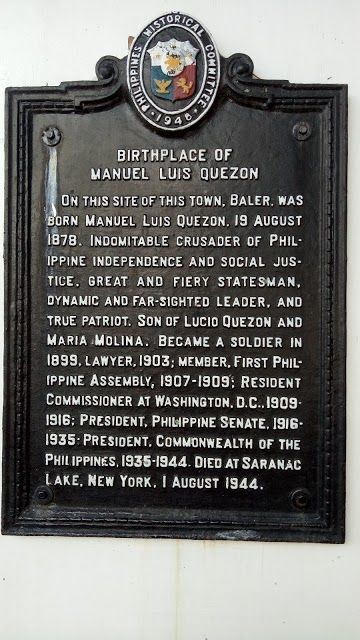 PHILIPPINES HISTORICAL COMMITTEE
· 1948 ·
BIRTHPLACE OF
MANUEL LUIS QUEZON
ON THIS SITE OF THIS TOWN, BALER, WAS
BORN MANUEL LUIS QUEZON, 19 AUGUST
1878. INDOMITABLE CRUSADER OF PHIL-
IPPINE INDEPENDENCE AND SOCIAL JUS-
TICE, GREAT AND FIERY STATESMAN,
DYNAMIC AND FAR-SIGHTED LEADER, AND
TRUE PATRIOT. SON OF LUCIO QUEZON AND
MARIA MOLINA. BECAME A SOLDIER IN
1899, LAWYER, 1903; MEMBER, FIRST PHIL-
IPPINE ASSEMBLY, 1907-1909; RESIDENT
COMMISSIONER AT WASHINGTON, D.C., 1909-
1916; PRESIDENT, PHILIPPINE SENATE, 1916-
1935· PRESIDENT, COMMONWEALTH OF THE
PHILIPPINES, 1935-1944. DIED AT SARANAC
LAKE, NEW YORK, 1 AUGUST 1944.